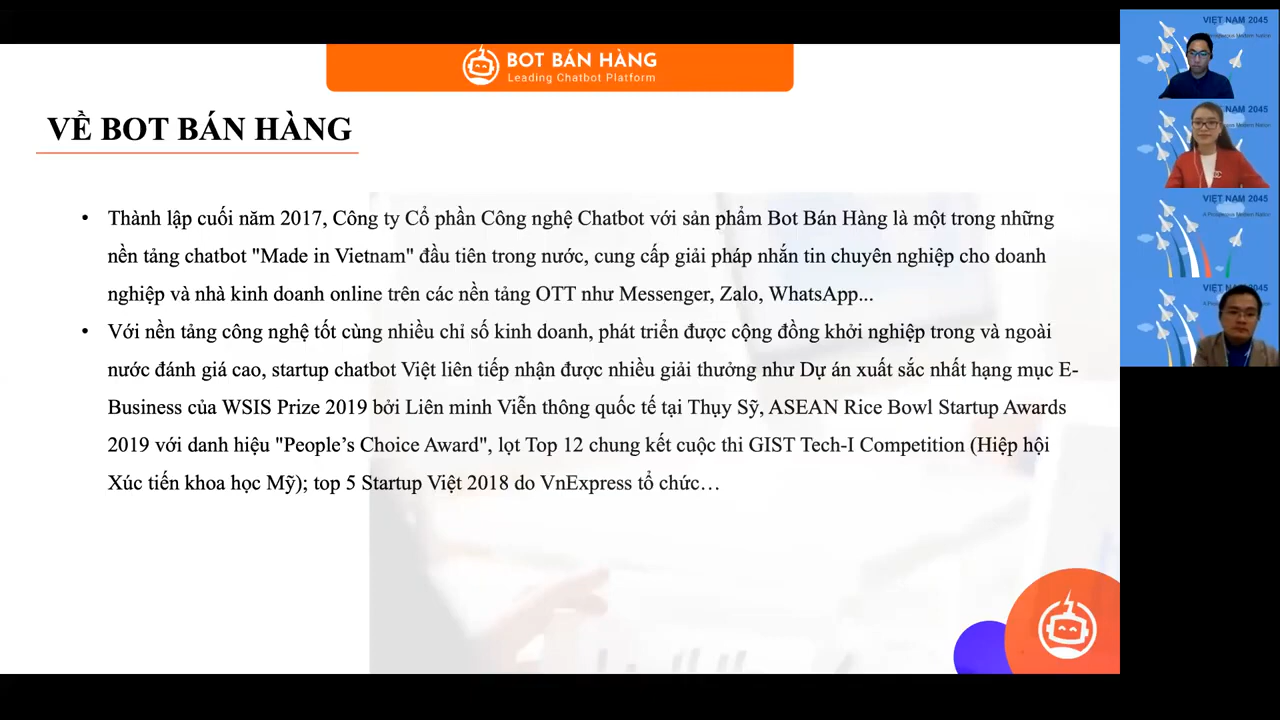 BOT BÁN HÀNG
Leading Chatbot Platform
VỀ BOT BÁN HÀNG
• Thành lập cuối năm 2017, Công ty Cổ phần Công nghệ Chatbot với sản phẩm Bot Bán Hàng là một trong những
nền tảng chatbot "Made in Vietnam" đầu tiên trong nước, cung cấp giải pháp nhắn tin chuyên nghiệp cho doanh
nghiệp và nhà kinh doanh online trên các nền tảng OTT như Messenger, Zalo, WhatsApp...
• Với nền tảng công nghệ tốt cùng nhiều chỉ số kinh doanh, phát triển được cộng đồng khởi nghiệp trong và ngoài
nước đánh giá cao, startup chatbot Việt liên tiếp nhận được nhiều giải thưởng như Dự án xuất sắc nhất hạng mục E-
Business của WSIS Prize 2019 bởi Liên minh Viễn thông quốc tế tại Thụy Sỹ, ASEAN Rice Bowl Startup Awards
2019 với danh hiệu "People’s Choice Award", lọt Top 12 chung kết cuộc thi GIST Tech-I Competition (Hiệp hội
Xúc tiến khoa học Mỹ); top 5 Startup Việt 2018 do VnExpress tổ chức…
VIỆT NAM 2045
Prosperous Modern Nation
VIỆT NAM 2045
Modern Nation
VIỆT NAM 2045
A Prosperous Modern Nation
VIỆT NAM 2045